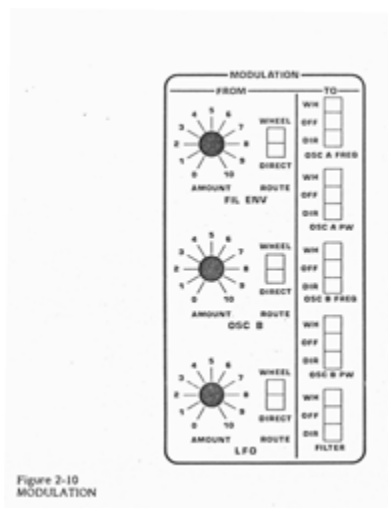 MODULATION
FROM
TO
4 5 6
3 7
2 8
1 9
0 10
AMOUNT
WHEEL
DIRECT
ROUTE
FIL ENV
4 5 6
3 7
2 8
1 9
0 10
AMOUNT
WHEEL
DIRECT
ROUTE
OSC B
4 5 6
3 7
2 8
1 9
0 10
AMOUNT
WHEEL
DIRECT
ROUTE
LFO
WH
OFF
DIR
OSC A FREQ
WH
OFF
DIR
OSC A PW
WH
OFF
DIR
OSC B FREQ
WH
OFF
DIR
OSC B PW
WH
OFF
DIR
FILTER
Figure 2-10
MODULATION